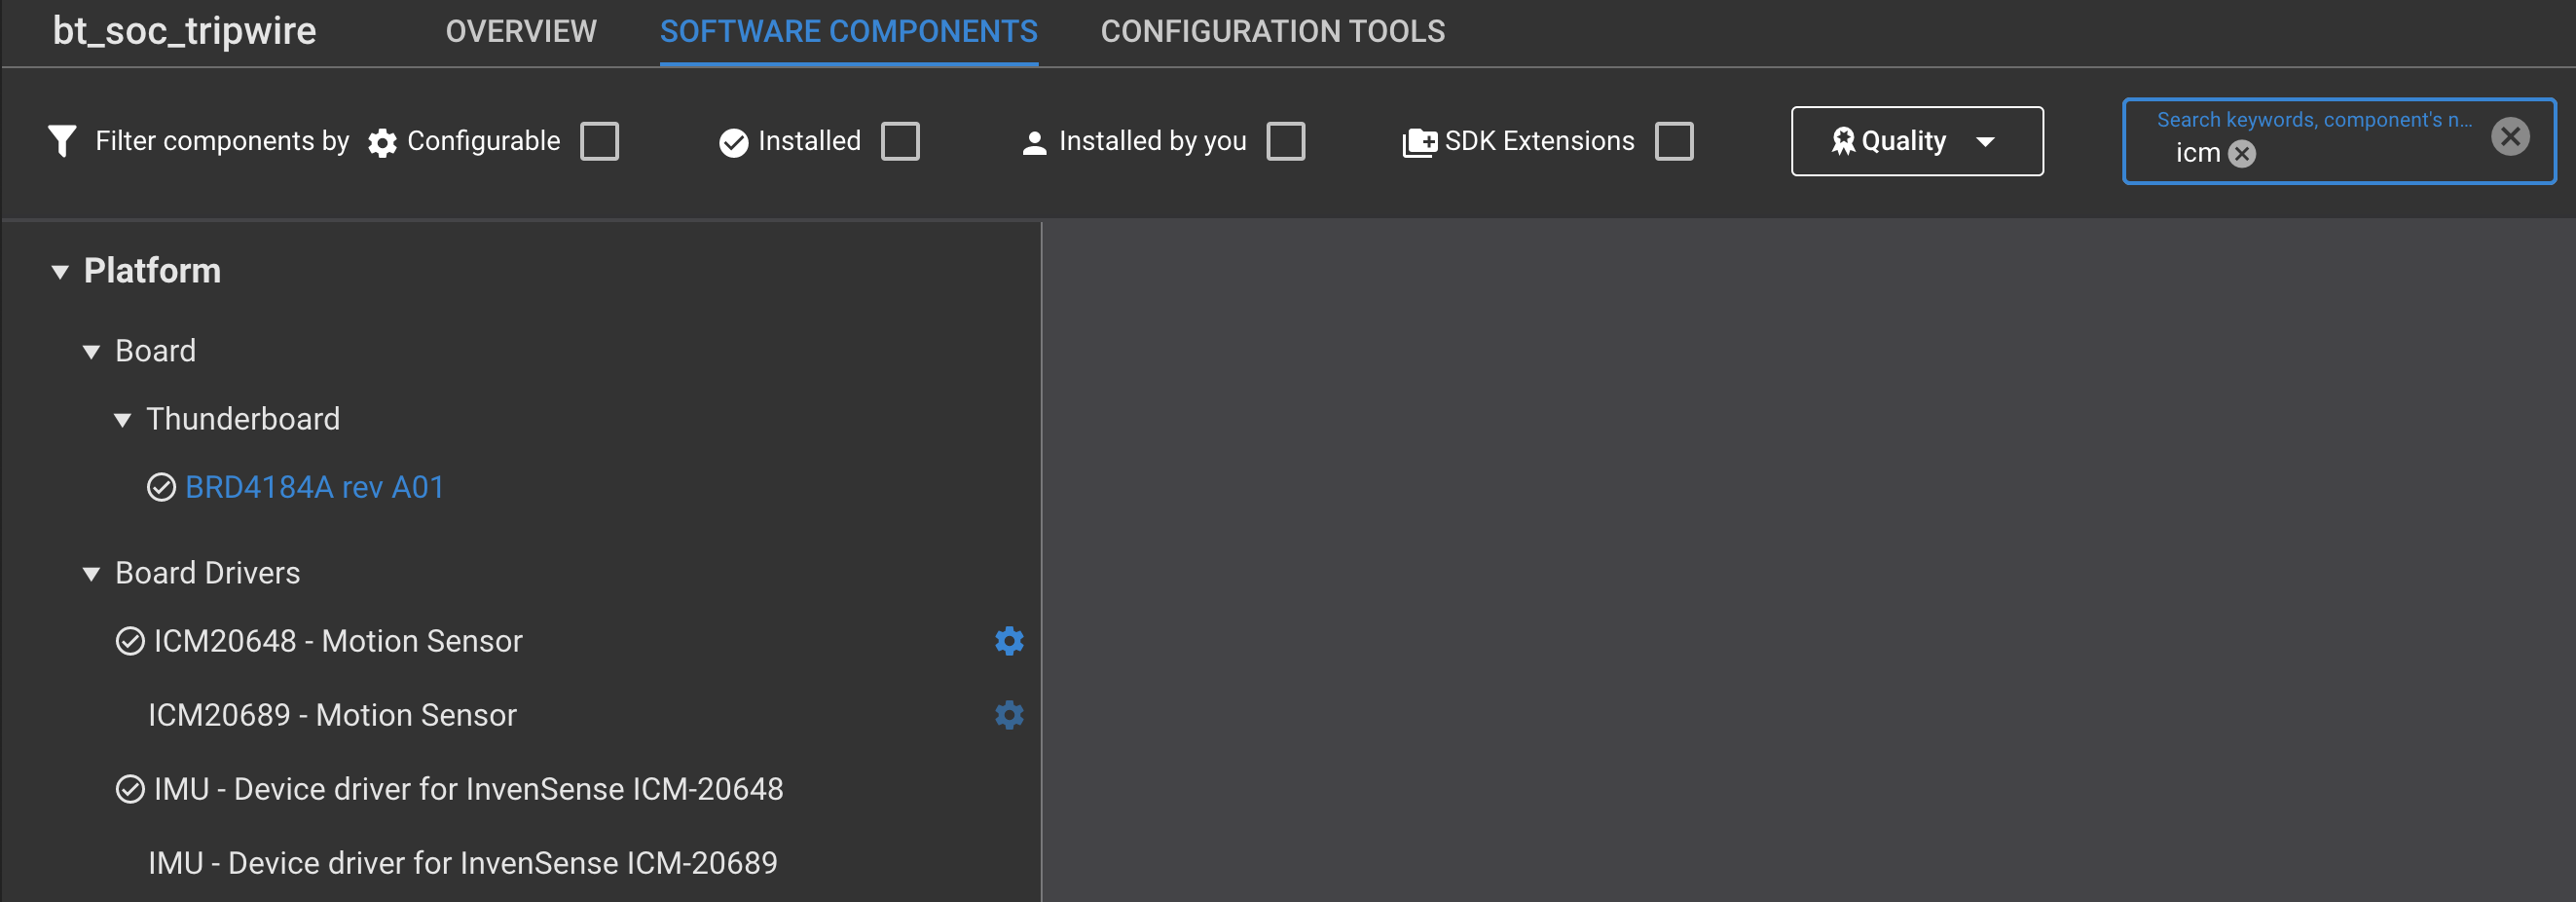 bt_soc_tripwire OVERVIEW SOFTWARE COMPONENTS CONFIGURATION TOOLS
Filter components by Configurable Installed Installed by you SDK Extensions Quality
Search keywords, component's n...
icm
Platform
Board
Thunderboard
BRD4184A rev A01
Board Drivers
ICM20648 - Motion Sensor
ICM20689 - Motion Sensor
IMU - Device driver for InvenSense ICM-20648
IMU - Device driver for InvenSense ICM-20689